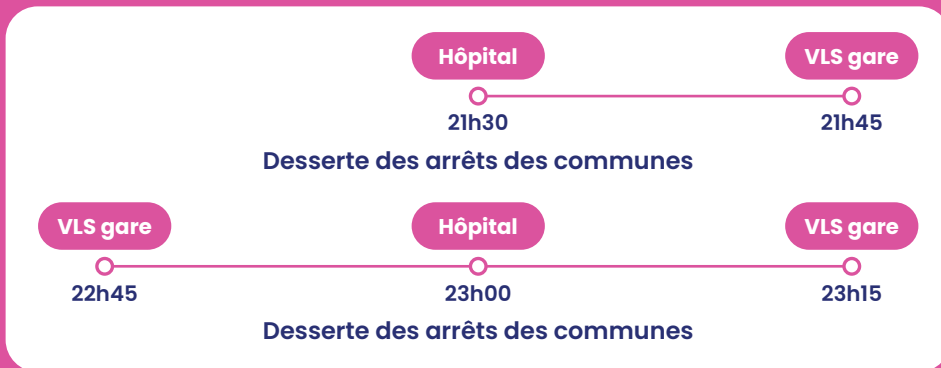 Hôpital VLS gare
21h30 21h45
Desserte des arrêts des communes
VLS gare Hôpital VLS gare
22h45 23h00 23h15
Desserte des arrêts des communes